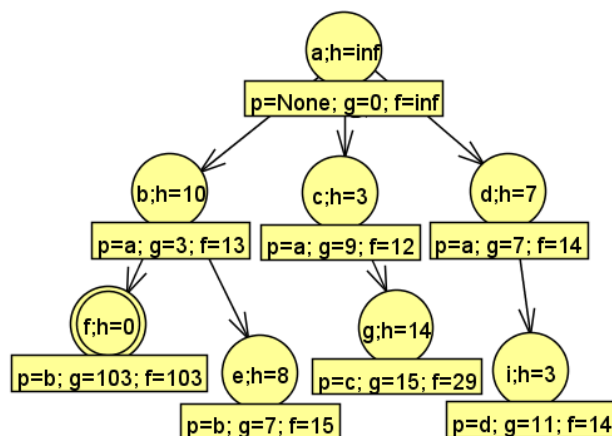 a;h=inf
p=None; g=0; f=inf
b;h=10
p=a; g=3; f=13
c;h=3
p=a; g=9; f=12
d;h=7
p=a; g=7; f=14
f;h=0
p=b; g=103; f=103
e;h=8
p=b; g=7; f=15
g;h=14
p=c; g=15; f=29
i;h=3
p=d; g=11; f=14